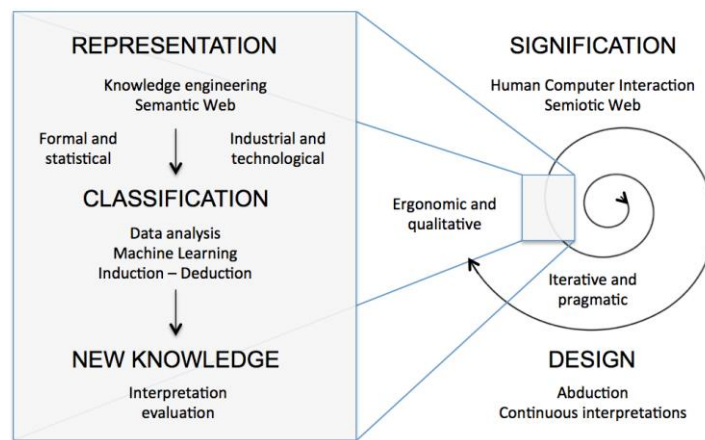 REPRESENTATION
Knowledge engineering
Semantic Web
Formal and
statistical
Industrial and
technological
CLASSIFICATION
Data analysis
Machine Learning
Induction – Deduction
NEW KNOWLEDGE
Interpretation
evaluation
SIGNIFICATION
Human Computer Interaction
Semiotic Web
Ergonomic and
qualitative
Iterative and
pragmatic
DESIGN
Abduction
Continuous interpretations